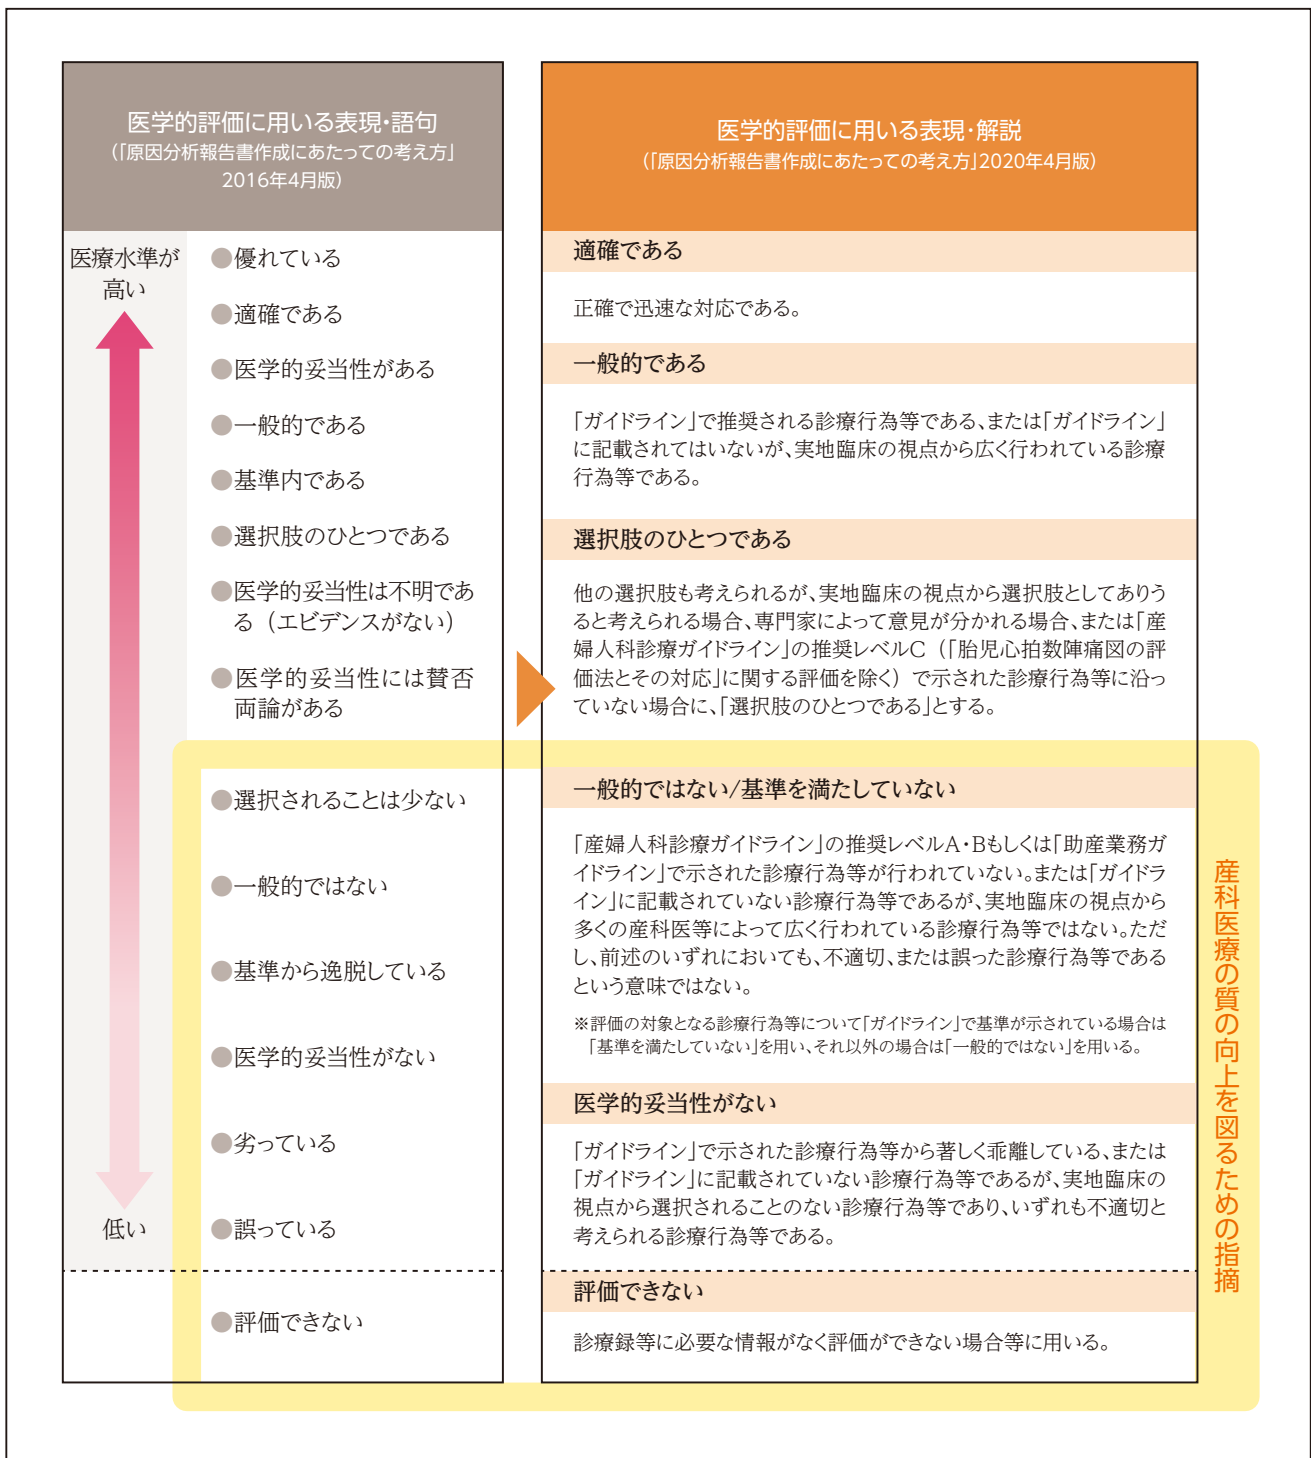 医学的評価に用いる表現・語句
(「原因分析報告書作成にあたっての考え方」
2016年4月版)
医療水準が
高い
低い
●優れている
●適確である
●医学的妥当性がある
●一般的である
●基準内である
●選択肢のひとつである
●医学的妥当性は不明であ
る（エビデンスがない）
●医学的妥当性には賛否
両論がある
●選択されることは少ない
●一般的ではない
●基準から逸脱している
●医学的妥当性がない
●劣っている
●誤っている
●評価できない
医学的評価に用いる表現・解説
(「原因分析報告書作成にあたっての考え方」2020年4月版)
適確である
正確で迅速な対応である。
一般的である
「ガイドライン」で推奨される診療行為等である、または「ガイドライン」
に記載されてはいないが、実地臨床の視点から広く行われている診療
行為等である。
選択肢のひとつである
他の選択肢も考えられるが、実地臨床の視点から選択肢としてありう
ると考えられる場合、専門家によって意見が分かれる場合、または「産
婦人科診療ガイドライン」の推奨レベルC（「胎児心拍数陣痛図の評
価法とその対応」に関する評価を除く）で示された診療行為等に沿っ
ていない場合に、「選択肢のひとつである」とする。
一般的ではない/基準を満たしていない
「産婦人科診療ガイドライン」の推奨レベルA・Bもしくは「助産業務ガ
イドライン」で示された診療行為等が行われていない。または「ガイドラ
イン」に記載されていない診療行為等であるが、実地臨床の視点から
多くの産科医等によって広く行われている診療行為等ではない。ただ
し、前述のいずれにおいても、不適切、または誤った診療行為等である
という意味ではない。
※評価の対象となる診療行為等について「ガイドライン」で基準が示されている場合は
「基準を満たしていない」を用い、それ以外の場合は「一般的ではない」を用いる。
医学的妥当性がない
「ガイドライン」で示された診療行為等から著しく乖離している、または
「ガイドライン」に記載されていない診療行為等であるが、実地臨床の
視点から選択されることのない診療行為等であり、いずれも不適切と
考えられる診療行為等である。
評価できない
診療録等に必要な情報がなく評価ができない場合等に用いる。
産科医療の質の向上を図るための指摘